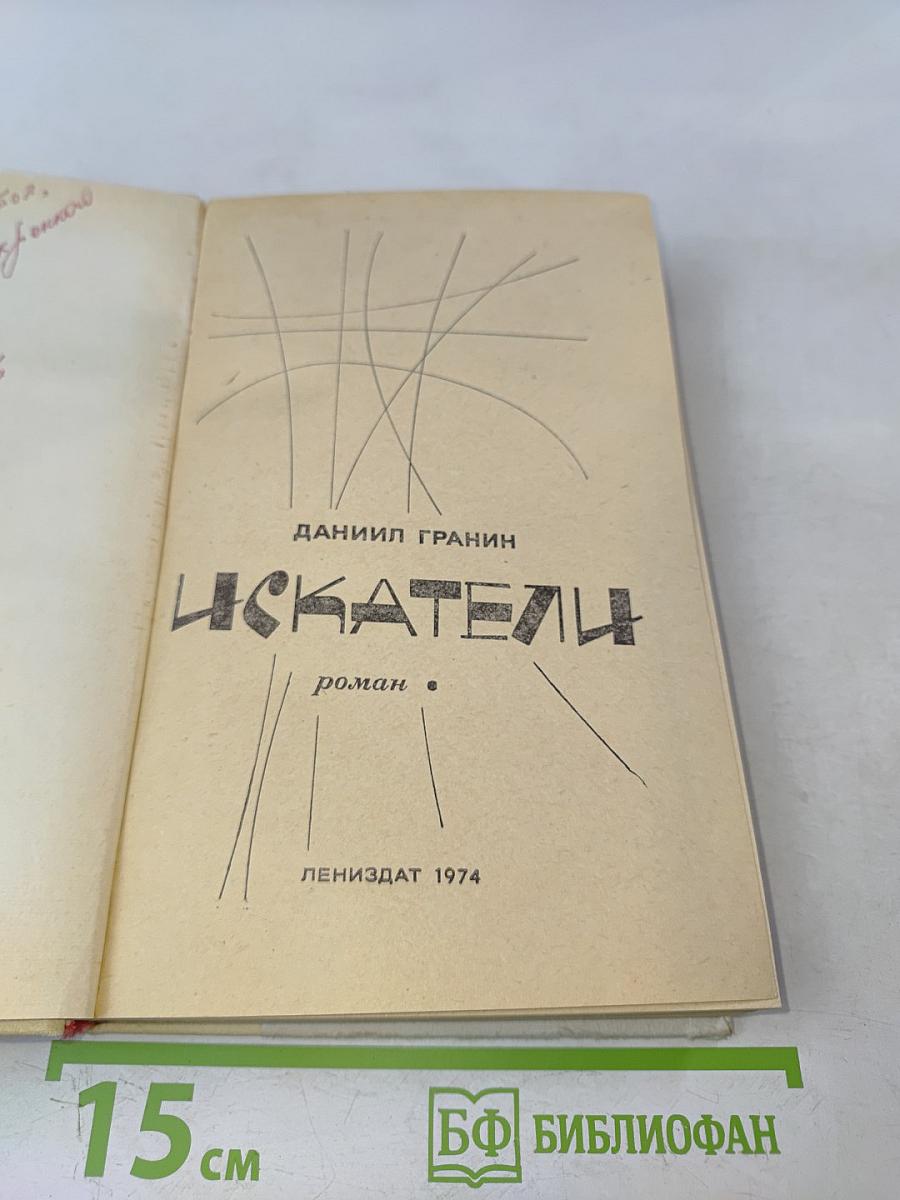 ДАНИИЛ ГРАНИН
ИСКАТЕЛИ
роман
ЛЕНИЗДАТ 1974
15 см
БФ БИБЛИОФАН